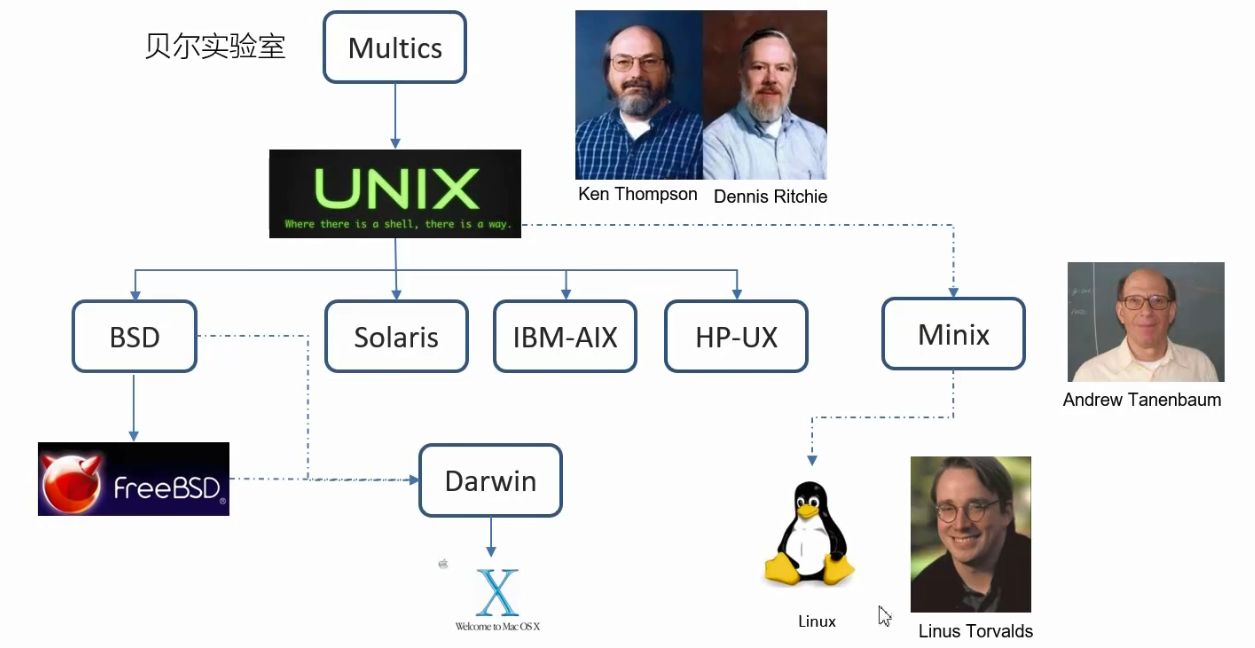 贝尔实验室
Multics
UNIX
Where there is a shell, there is a way.
Ken Thompson
Dennis Ritchie
BSD
Solaris
IBM-AIX
HP-UX
Minix
Andrew Tanenbaum
FreeBSD®
Darwin
X
Welcome to Mac OS X
Linux
Linus Torvalds